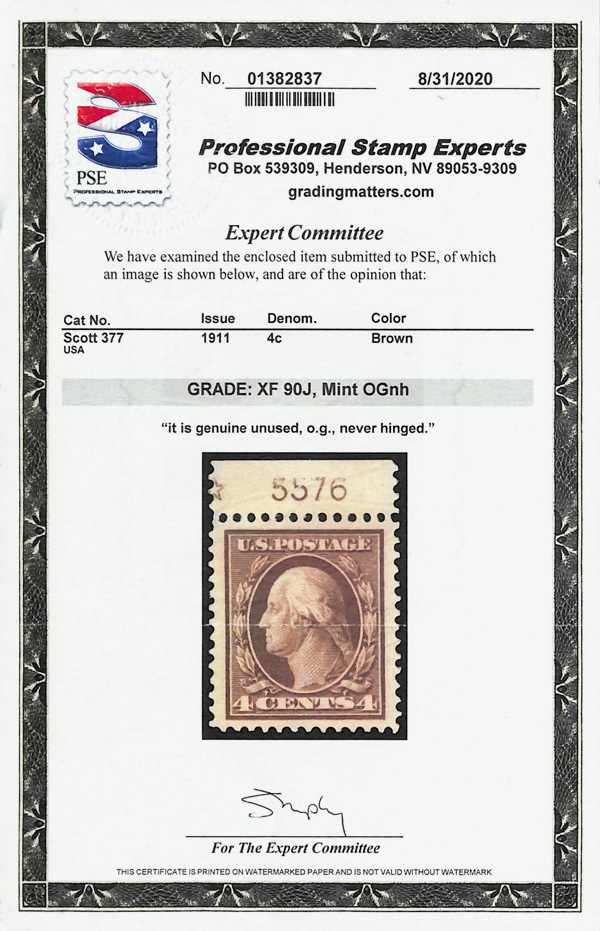 No. 01382837 8/31/2020
PSE
PROFESSIONAL STAMP EXPERTS
Professional Stamp Experts
PO Box 539309, Henderson, NV 89053-9309
gradingmatters.com
Expert Committee
We have examined the enclosed item submitted to PSE, of which
an image is shown below, and are of the opinion that:
Cat No. Issue Denom. Color
Scott 377 1911 4c Brown
USA
GRADE: XF 90J, Mint OGnh
“it is genuine unused, o.g., never hinged.”
5576
U.S. POSTAGE
4 CENTS 4
For The Expert Committee
THIS CERTIFICATE IS PRINTED ON WATERMARKED PAPER AND IS NOT VALID WITHOUT WATERMARK